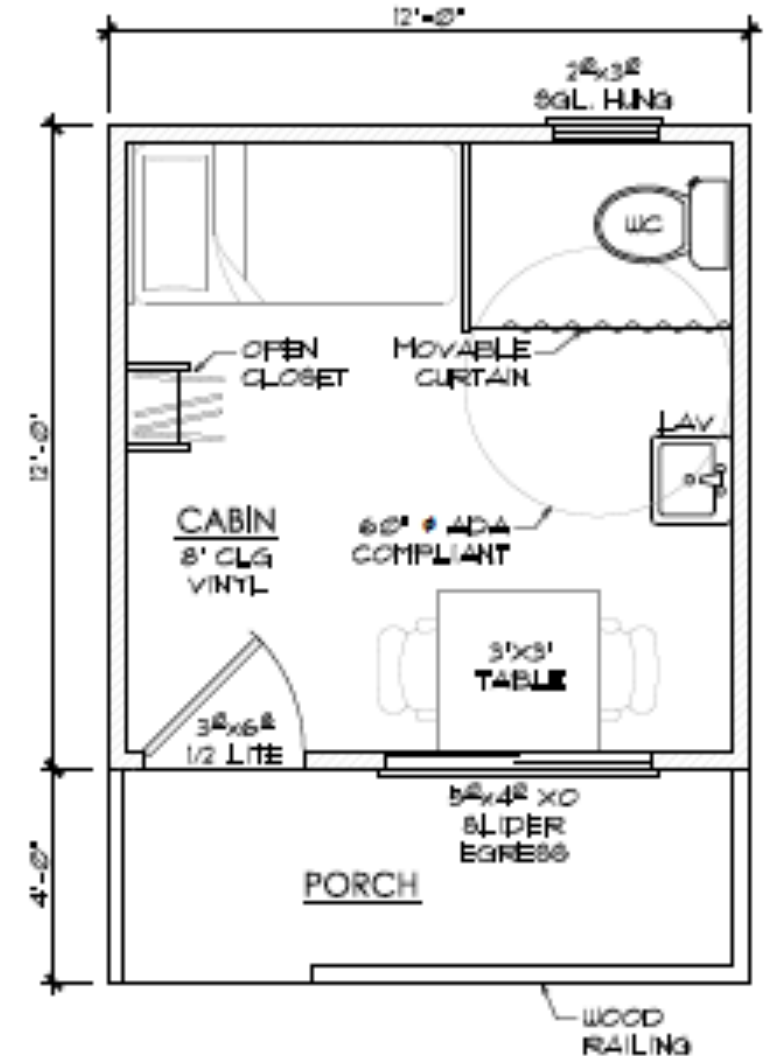 12'-0"
2⁰x3⁰
SGL. HUNG
WC
OPEN
CLOSET
MOVABLE
CURTAIN
LAV
12'-0"
CABIN
8' CLG
VINYL
60" ø ADA
COMPLIANT
3'X3'
TABLE
3⁰x6⁸
1/2 LITE
5⁰x4⁰ XO
SLIDER
EGRESS
4'-0"
PORCH
WOOD
RAILING